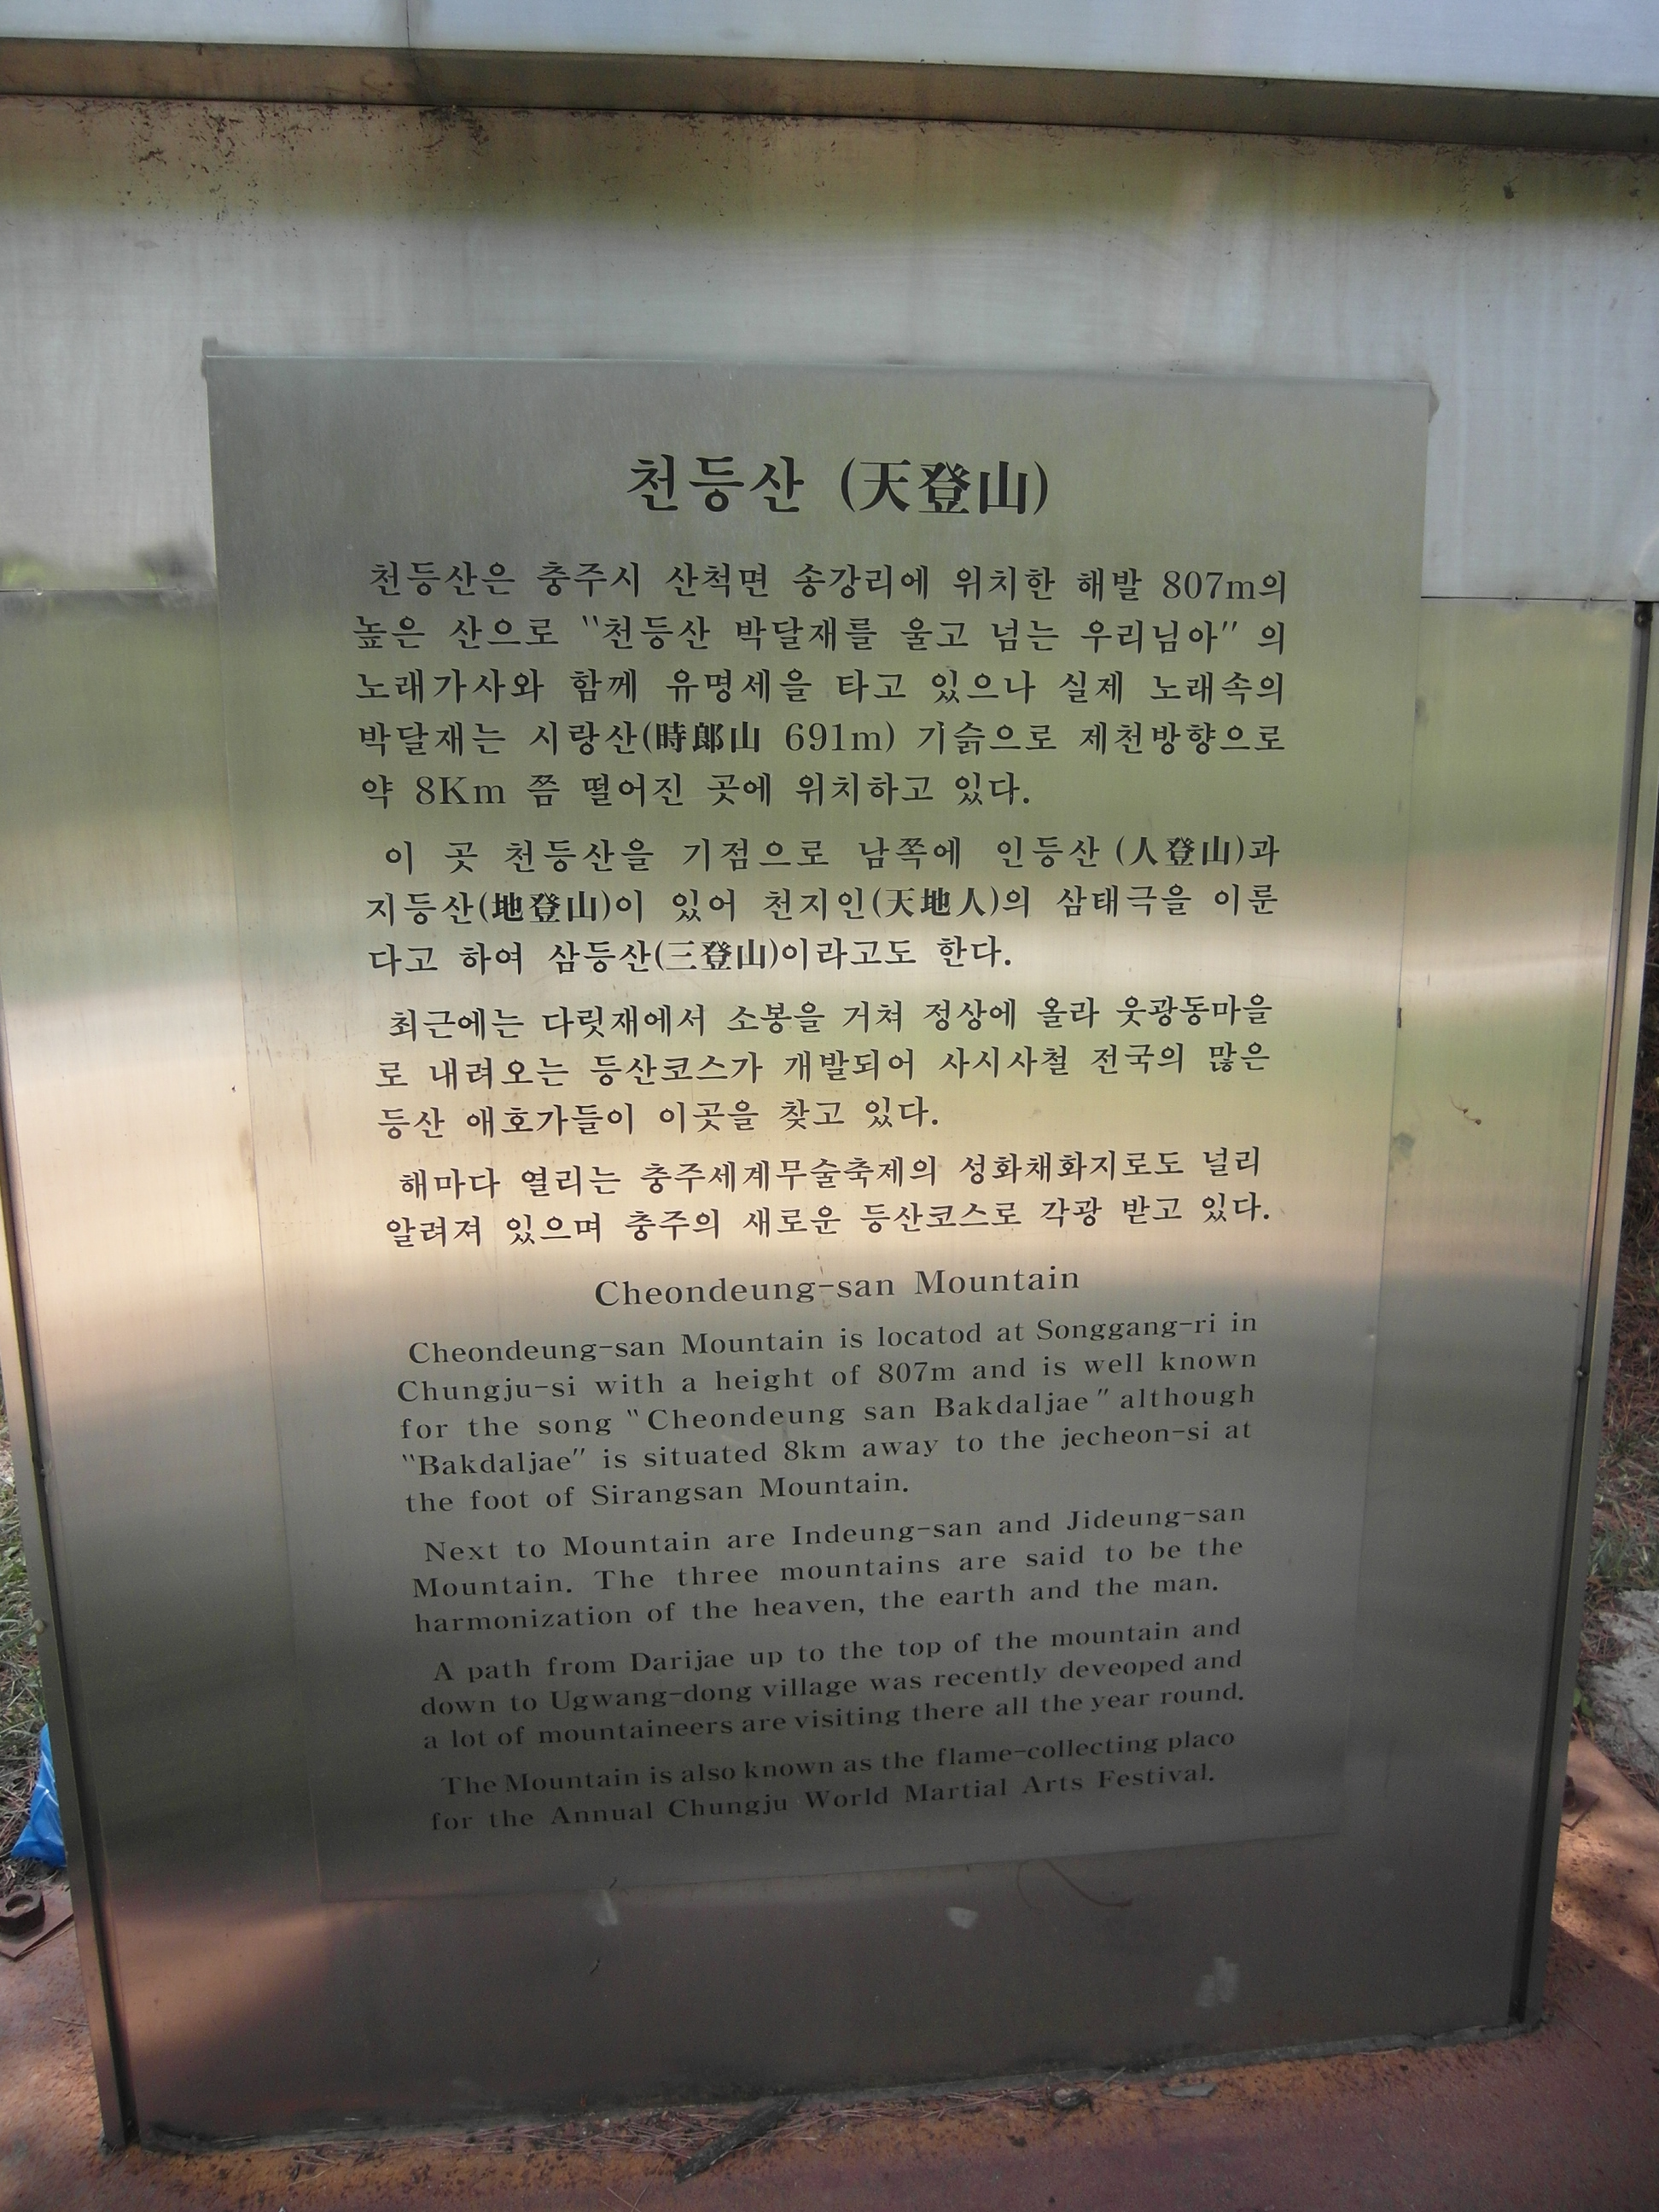 천등산 (天登山)
천등산은 충주시 산척면 송강리에 위치한 해발 807m의
높은 산으로 "천등산 박달재를 울고 넘는 우리님아" 의
노래가사와 함께 유명세을 타고 있으나 실제 노래속의
박달재는 시랑산(時郞山 691m) 기슭으로 제천방향으로
약 8Km 쯤 떨어진 곳에 위치하고 있다.
이 곳 천등산을 기점으로 남쪽에 인등산 (人登山)과
지등산(地登山)이 있어 천지인(天地人)의 삼태극을 이룬
다고 하여 삼등산(三登山)이라고도 한다.
최근에는 다릿재에서 소봉을 거쳐 정상에 올라 웃광동마을
로 내려오는 등산코스가 개발되어 사시사철 전국의 많은
등산 애호가들이 이곳을 찾고 있다.
해마다 열리는 충주세계무술축제의 성화채화지로도 널리
알려져 있으며 충주의 새로운 등산코스로 각광 받고 있다.
Cheondeung-san Mountain
Cheondeung-san Mountain is locatod at Songgang-ri in
Chungju-si with a height of 807m and is well known
for the song "Cheondeung san Bakdaljae" although
"Bakdaljae" is situated 8km away to the jecheon-si at
the foot of Sirangsan Mountain.
Next to Mountain are Indeung-san and Jideung-san
Mountain. The three mountains are said to be the
harmonization of the heaven, the earth and the man.
A path from Darijae up to the top of the mountain and
down to Ugwang-dong village was recently deveoped and
a lot of mountaineers are visiting there all the year round.
The Mountain is also known as the flame-collecting placo
for the Annual Chungju World Martial Arts Festival.